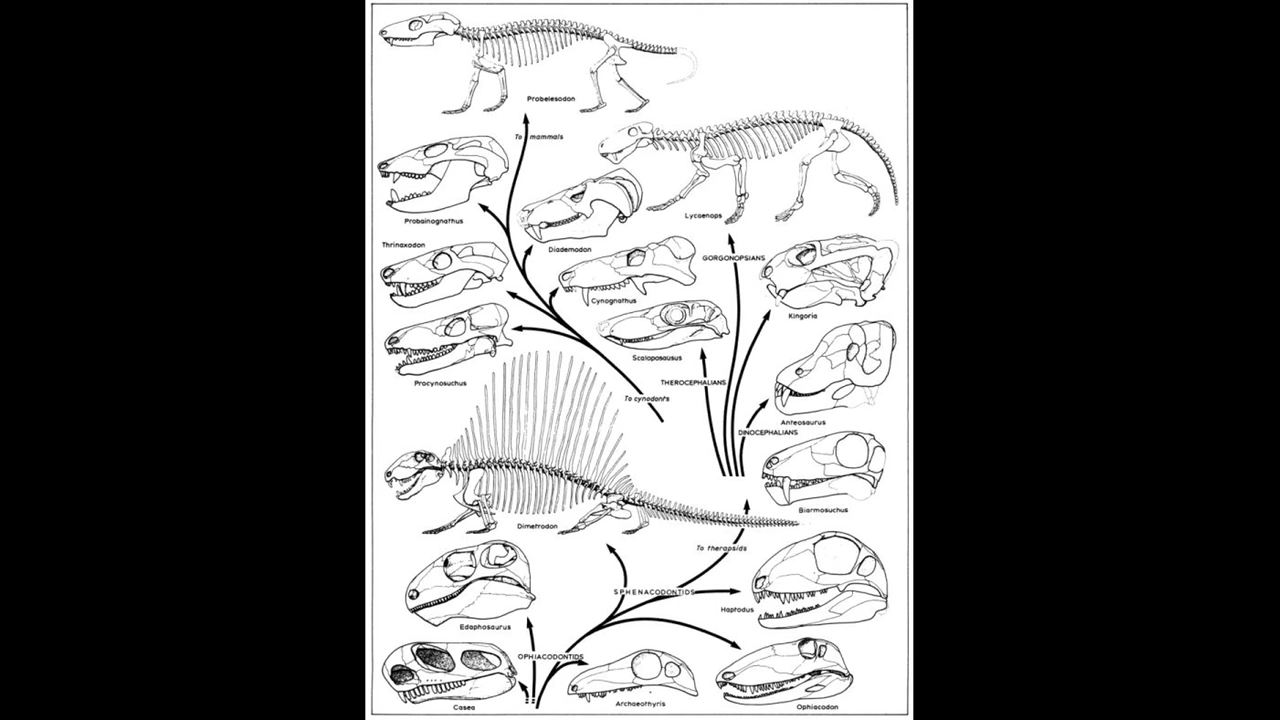 Probelesodon
To mammals
Probainognathus
Lycaenops
Thrinaxodon
Diademodon
GORGONOPSIANS
Cynognathus
Kingoria
Scaloposaurus
Procynosuchus
THEROCEPHALIANS
To cynodonts
Anteosaurus
DINOCEPHALIANS
Biarmosuchus
Dimetrodon
To therapsids
SPHENACODONTIDS
Haptodus
Edaphosaurus
OPHIACODONTIDS
Casea
Archaeothyris
Ophiacodon